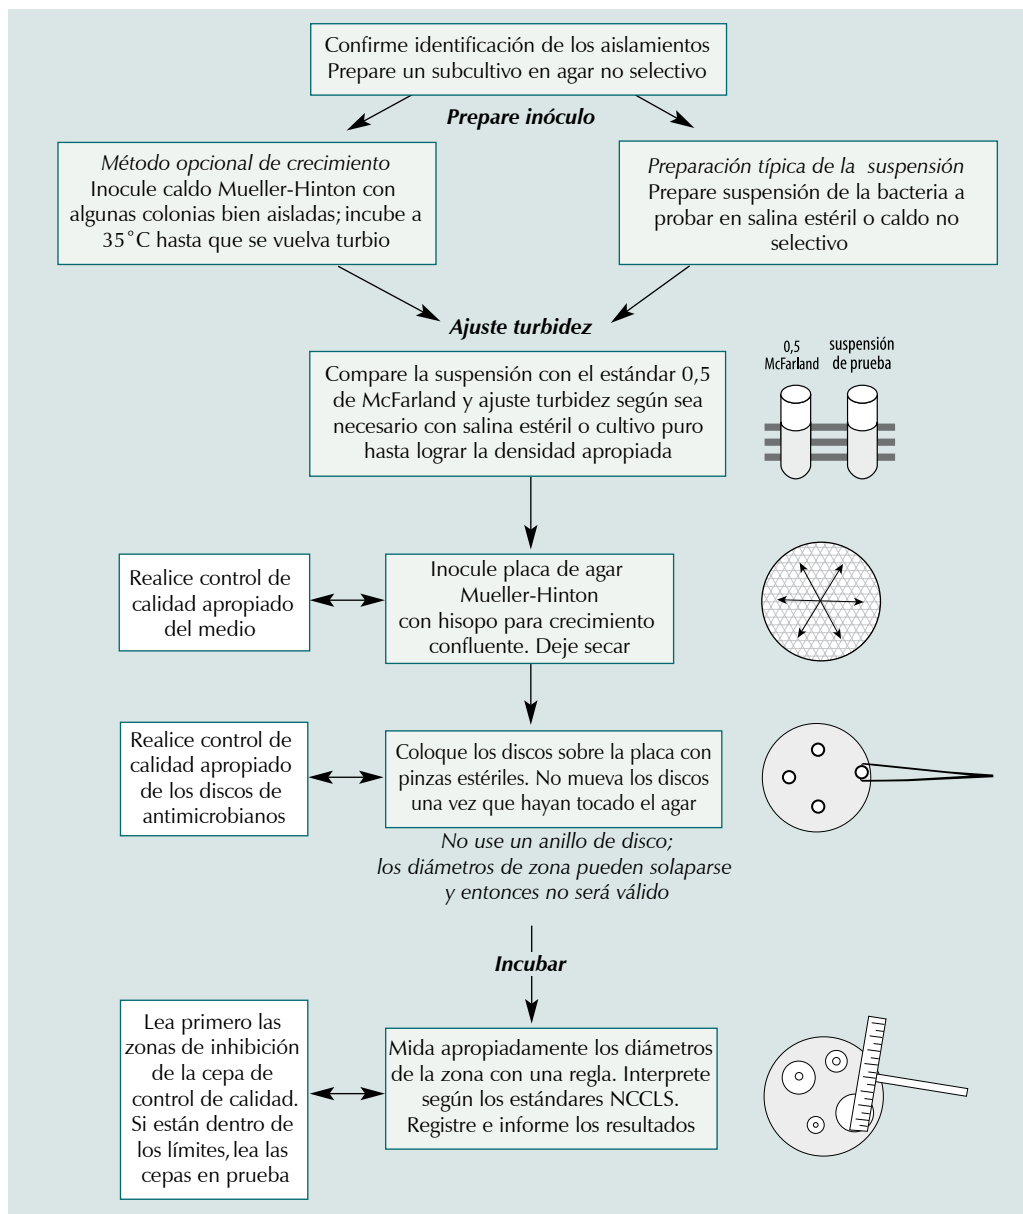 Confirme identificación de los aislamientos
Prepare un subcultivo en agar no selectivo
Prepare inóculo
Método opcional de crecimiento
Inocule caldo Mueller-Hinton con
algunas colonias bien aisladas; incube a
35˚C hasta que se vuelva turbio
Preparación típica de la suspensión
Prepare suspensión de la bacteria a
probar en salina estéril o caldo no
selectivo
Ajuste turbidez
Compare la suspensión con el estándar 0,5
de McFarland y ajuste turbidez según sea
necesario con salina estéril o cultivo puro
hasta lograr la densidad apropiada
0,5
McFarland
suspensión
de prueba
Realice control de
calidad apropiado
del medio
Inocule placa de agar
Mueller-Hinton
con hisopo para crecimiento
confluente. Deje secar
Realice control de
calidad apropiado
de los discos de
antimicrobianos
Coloque los discos sobre la placa con
pinzas estériles. No mueva los discos
una vez que hayan tocado el agar
No use un anillo de disco;
los diámetros de zona pueden solaparse
y entonces no será válido
Incubar
Lea primero las
zonas de inhibición
de la cepa de
control de calidad.
Si están dentro de
los límites, lea las
cepas en prueba
Mida apropiadamente los diámetros
de la zona con una regla. Interprete
según los estándares NCCLS.
Registre e informe los resultados